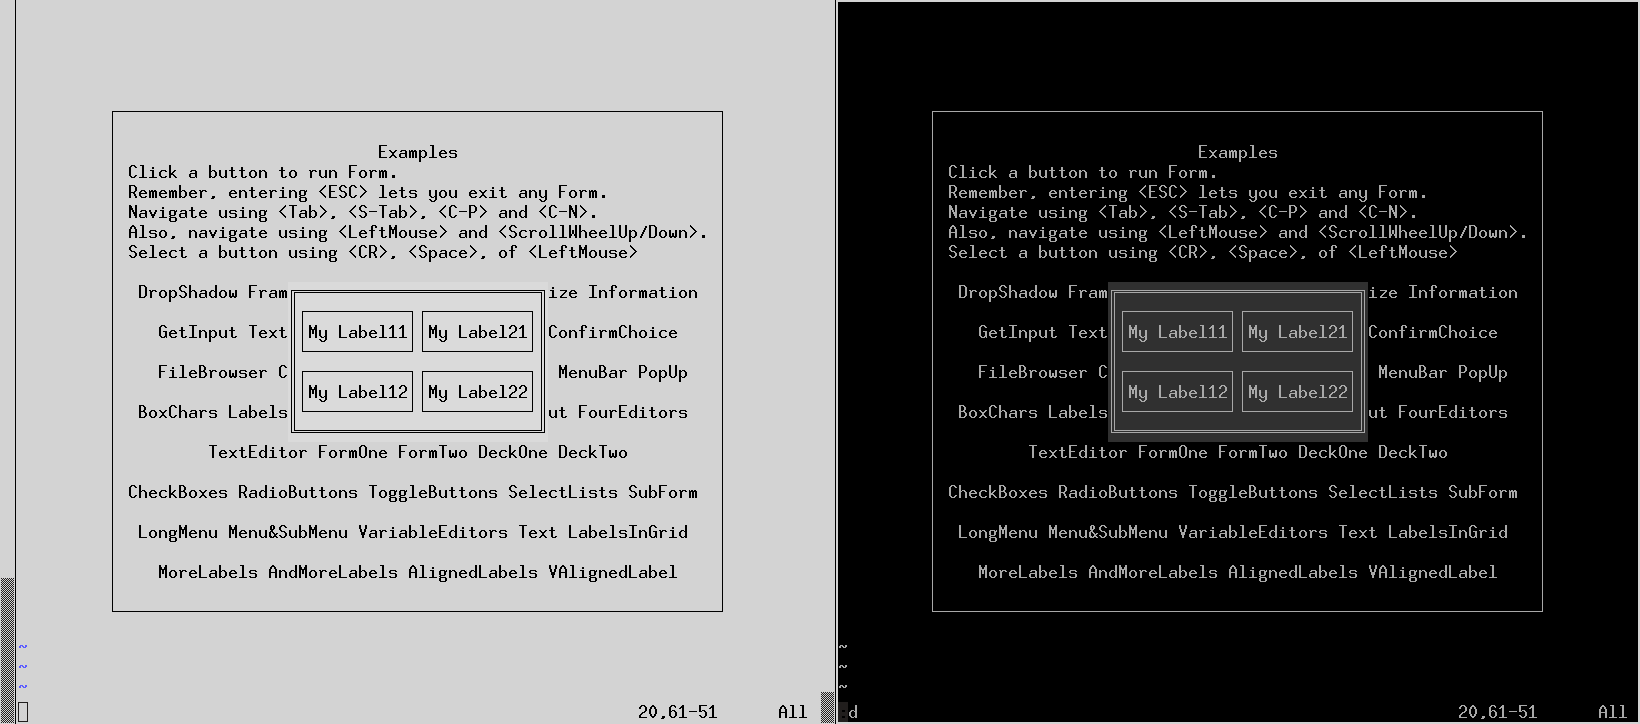 Examples
Click a button to run Form.
Remember, entering <ESC> lets you exit any Form.
Navigate using <Tab>, <S-Tab>, <C-P> and <C-N>.
Also, navigate using <LeftMouse> and <ScrollWheelUp/Down>.
Select a button using <CR>, <Space>, of <LeftMouse>
DropShadow Fram ize Information
GetInput Text My Label11 My Label21 ConfirmChoice
FileBrowser C MenuBar PopUp
BoxChars Labels My Label12 My Label22 ut FourEditors
TextEditor FormOne FormTwo DeckOne DeckTwo
CheckBoxes RadioButtons ToggleButtons SelectLists SubForm
LongMenu Menu&SubMenu VariableEditors Text LabelsInGrid
MoreLabels AndMoreLabels AlignedLabels VAlignedLabel
~
~
~
20,61-51 All
Examples
Click a button to run Form.
Remember, entering <ESC> lets you exit any Form.
Navigate using <Tab>, <S-Tab>, <C-P> and <C-N>.
Also, navigate using <LeftMouse> and <ScrollWheelUp/Down>.
Select a button using <CR>, <Space>, of <LeftMouse>
DropShadow Fram ize Information
GetInput Text My Label11 My Label21 ConfirmChoice
FileBrowser C MenuBar PopUp
BoxChars Labels My Label12 My Label22 ut FourEditors
TextEditor FormOne FormTwo DeckOne DeckTwo
CheckBoxes RadioButtons ToggleButtons SelectLists SubForm
LongMenu Menu&SubMenu VariableEditors Text LabelsInGrid
MoreLabels AndMoreLabels AlignedLabels VAlignedLabel
~
~
~
:d 20,61-51 All